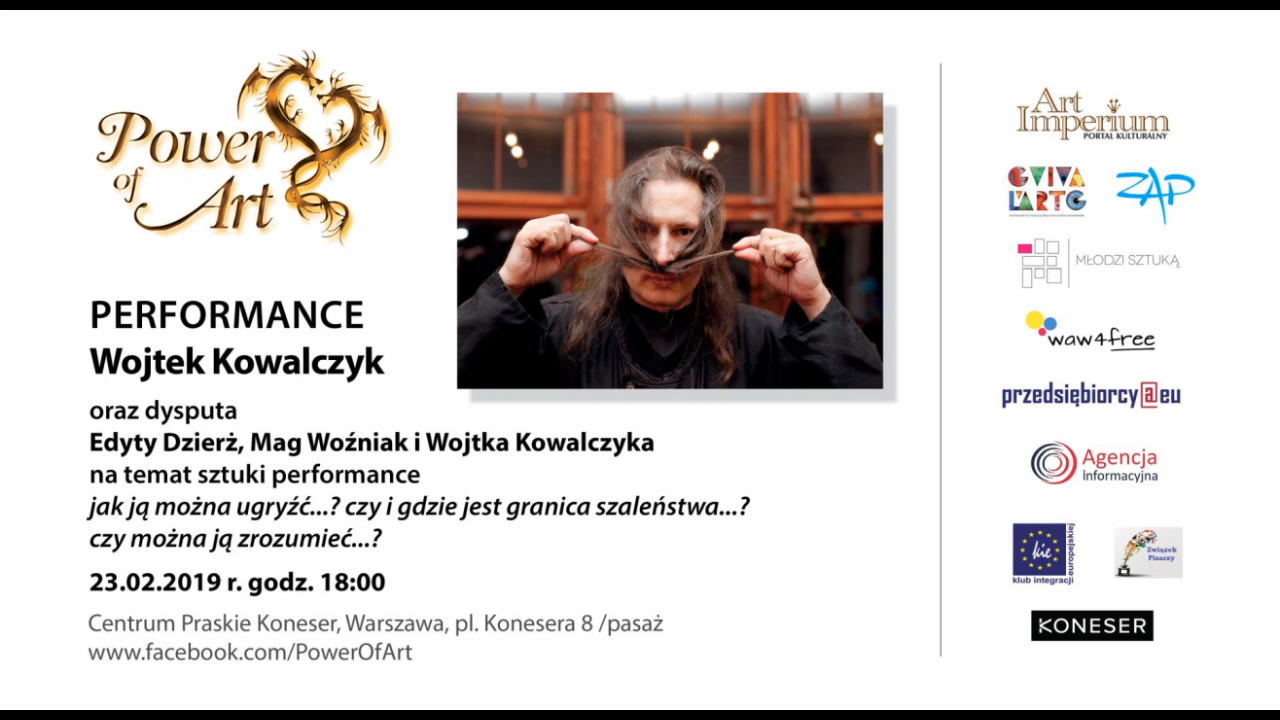 Power
of
Art
PERFORMANCE
Wojtek Kowalczyk
oraz dysputa
Edyty Dzierż, Mag Woźniak i Wojtka Kowalczyka
na temat sztuki performance
jak ją można ugryźć...? czy i gdzie jest granica szaleństwa...?
czy można ją zrozumieć...?
23.02.2019 r. godz. 18:00
Centrum Praskie Koneser, Warszawa, pl. Konesera 8 /pasaż
www.facebook.com/PowerOfArt
Art
Imperium
PORTAL KULTURALNY
EVIVA
L'ARTE
ZAP
MŁODZI SZTUKĄ
waw4free
przedsiębiorcy@eu
Agencja
Informacyjna
kie
klub integracji
europejskiej
Związek
Pisarzy
KONESER